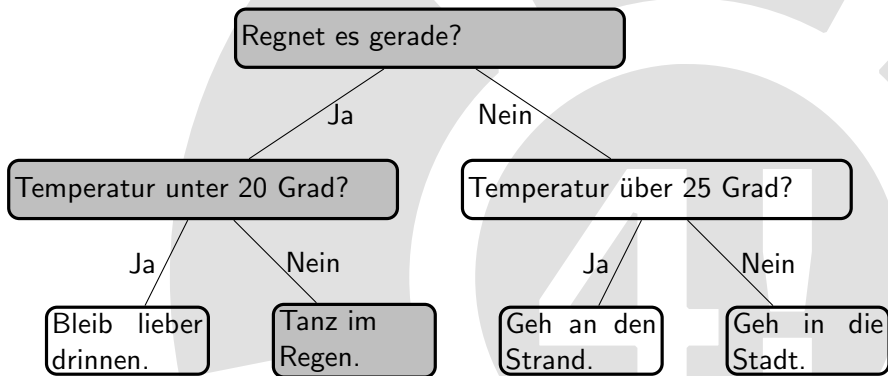 Regnet es gerade?
Ja
Nein
Temperatur unter 20 Grad?
Temperatur über 25 Grad?
Ja
Nein
Ja
Nein
Bleib lieber
drinnen.
Tanz im
Regen.
Geh an den
Strand.
Geh in die
Stadt.
4!